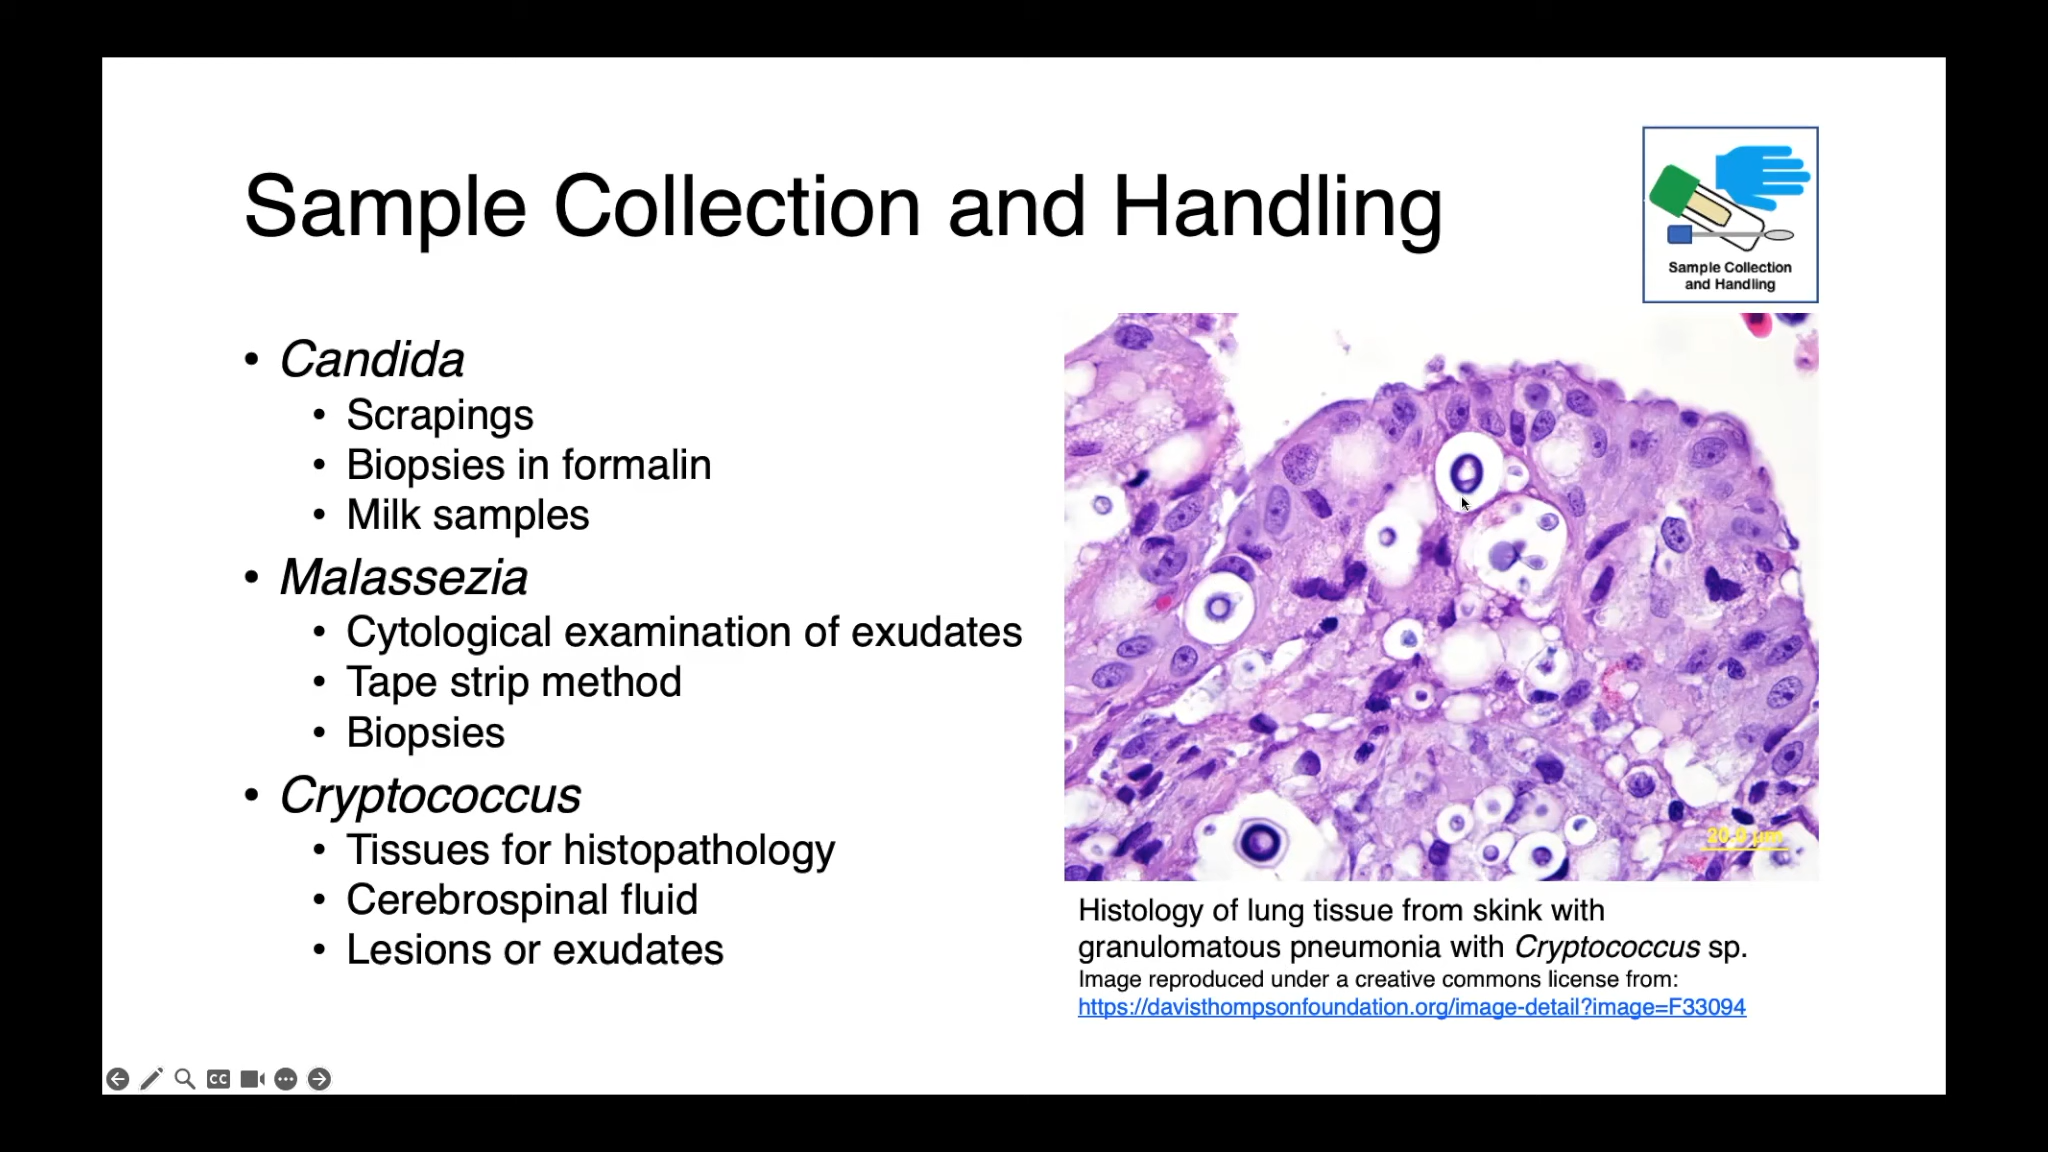 Sample Collection and Handling
Sample Collection
and Handling
• Candida
• Scrapings
• Biopsies in formalin
• Milk samples
• Malassezia
• Cytological examination of exudates
• Tape strip method
• Biopsies
• Cryptococcus
• Tissues for histopathology
• Cerebrospinal fluid
• Lesions or exudates
Histology of lung tissue from skink with
granulomatous pneumonia with Cryptococcus sp.
Image reproduced under a creative commons license from:
https://davisthompsonfoundation.org/image-detail?image=F33094
CC